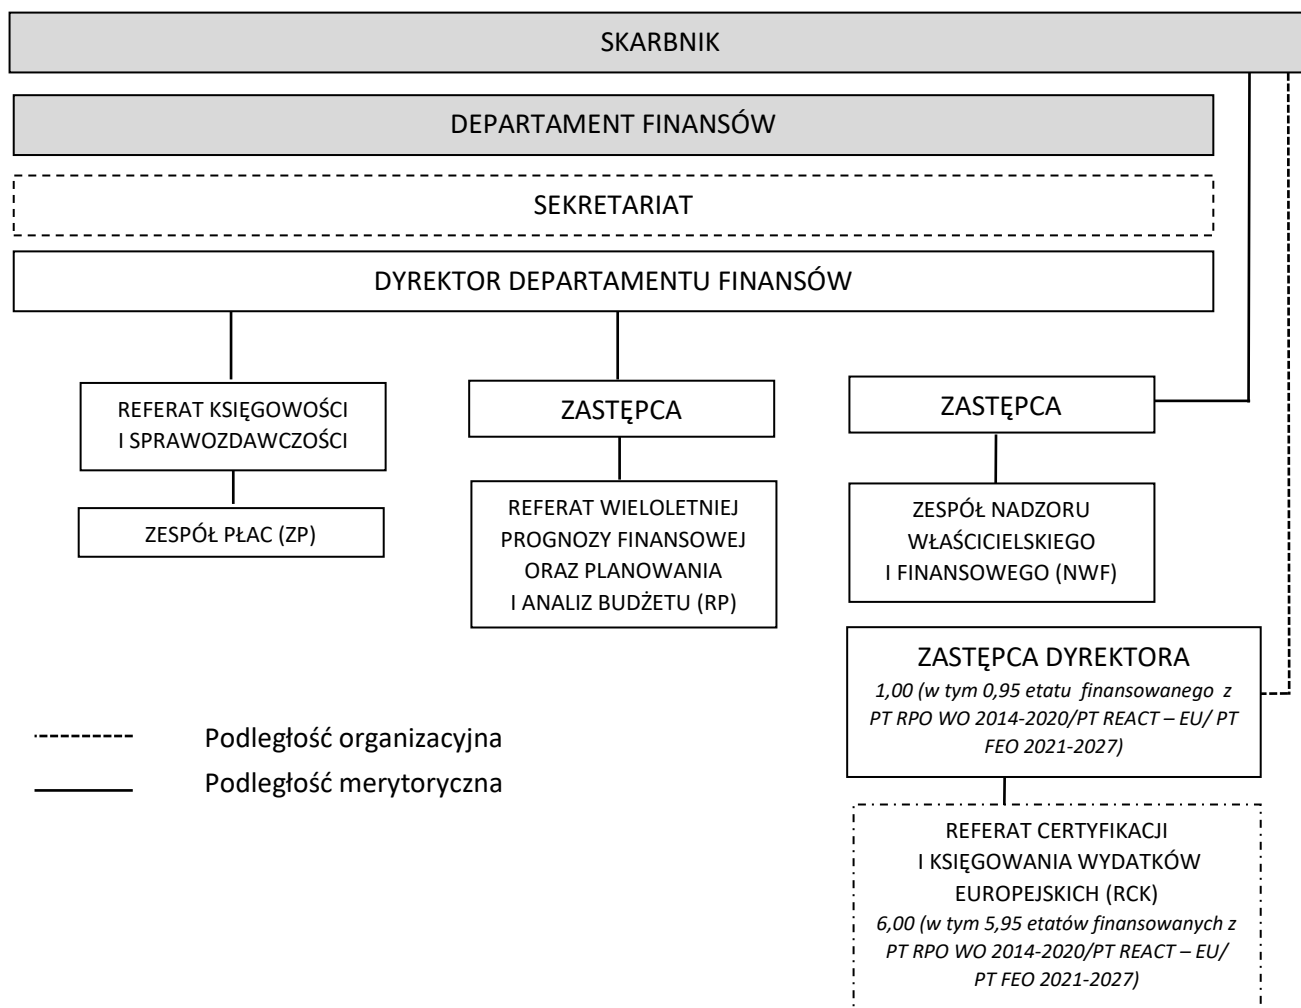 SKARBNIK
DEPARTAMENT FINANSÓW
SEKRETARIAT
DYREKTOR DEPARTAMENTU FINANSÓW
REFERAT KSIĘGOWOŚCI
I SPRAWOZDAWCZOŚCI
ZESPÓŁ PŁAC (ZP)
ZASTĘPCA
REFERAT WIELOLETNIEJ
PROGNOZY FINANSOWEJ
ORAZ PLANOWANIA
I ANALIZ BUDŻETU (RP)
ZASTĘPCA
ZESPÓŁ NADZORU
WŁAŚCICIELSKIEGO
I FINANSOWEGO (NWF)
ZASTĘPCA DYREKTORA
1,00 (w tym 0,95 etatu finansowanego z
PT RPO WO 2014-2020/PT REACT – EU/ PT
FEO 2021-2027)
REFERAT CERTYFIKACJI
I KSIĘGOWANIA WYDATKÓW
EUROPEJSKICH (RCK)
6,00 (w tym 5,95 etatów finansowanych z
PT RPO WO 2014-2020/PT REACT – EU/
PT FEO 2021-2027)
Podległość organizacyjna
Podległość merytoryczna